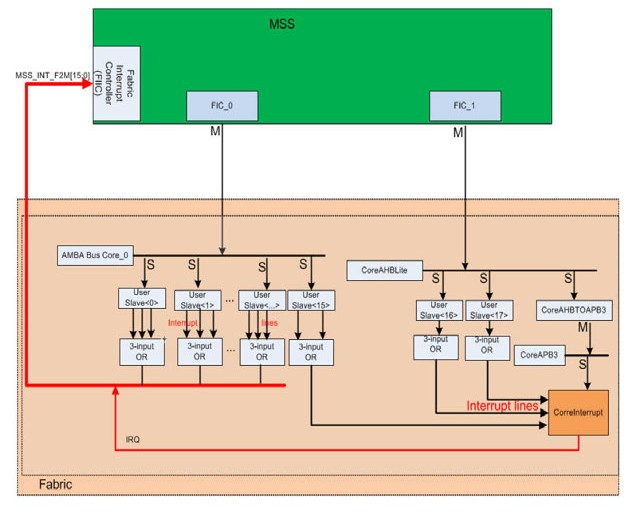 MSS
MSS_INT_F2M[15:0]
Fabric
Interrupt
Controller
(FIIC)
FIC_0
FIC_1
M
M
AMBA Bus Core_0
S
S
S
S
CoreAHBLite
S
S
S
User
Slave<0>
User
Slave<1>
...
User
Slave<...>
User
Slave<15>
User
Slave<16>
User
Slave<17>
CoreAHBTOAPB3
Interrupt
lines
M
3-input
OR
3-input
OR
...
3-input
OR
3-input
OR
3-input
OR
3-input
OR
CoreAPB3
S
Interrupt lines
CorreInterrupt
IRQ
Fabric